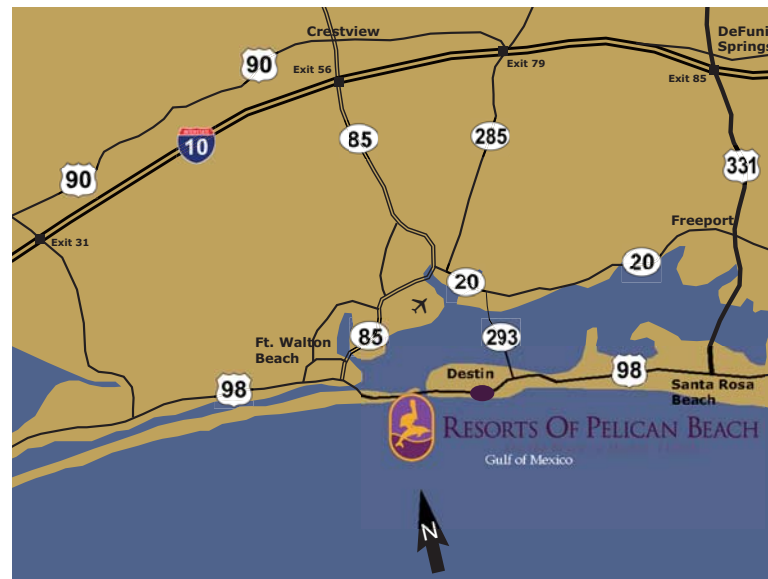 Crestview
DeFuni
Springs
90
Exit 56
Exit 79
Exit 85
85
285
INTERSTATE
10
331
90
Freeport
Exit 31
20
20
Ft. Walton
Beach
85
293
Destin
98
98
Santa Rosa
Beach
RESORTS OF PELICAN BEACH
Gulf of Mexico
N